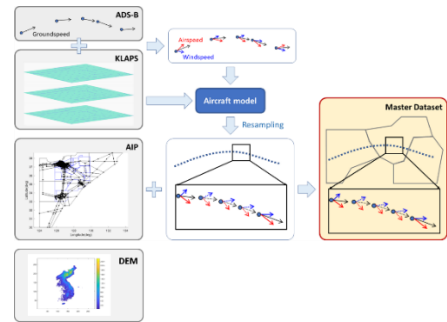 ADS-B
Groundspeed
KLAPS
Airspeed
Windspeed
Aircraft model
Resampling
Master Dataset
AIP
DEM